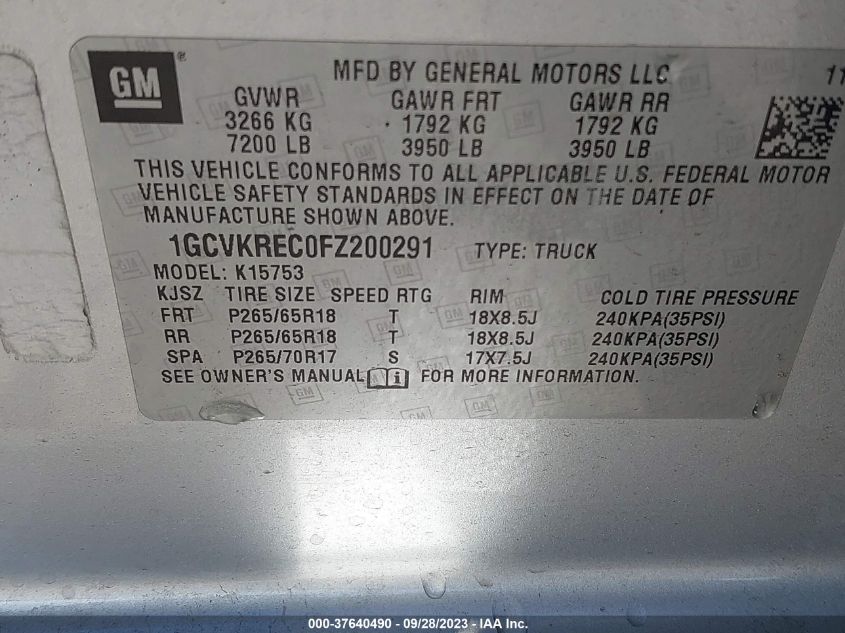 GM ® MFD BY GENERAL MOTORS LLC 11
GVWR GAWR FRT GAWR RR
3266 KG 1792 KG 1792 KG
7200 LB 3950 LB 3950 LB
THIS VEHICLE CONFORMS TO ALL APPLICABLE U.S. FEDERAL MOTOR
VEHICLE SAFETY STANDARDS IN EFFECT ON THE DATE OF
MANUFACTURE SHOWN ABOVE.
1GCVKREC0FZ200291 TYPE: TRUCK
MODEL: K15753
KJSZ TIRE SIZE SPEED RTG RIM COLD TIRE PRESSURE
FRT P265/65R18 T 18X8.5J 240KPA(35PSI)
RR P265/65R18 T 18X8.5J 240KPA(35PSI)
SPA P265/70R17 S 17X7.5J 240KPA(35PSI)
SEE OWNER'S MANUAL i FOR MORE INFORMATION.
000-37640490 - 09/28/2023 - IAA Inc.